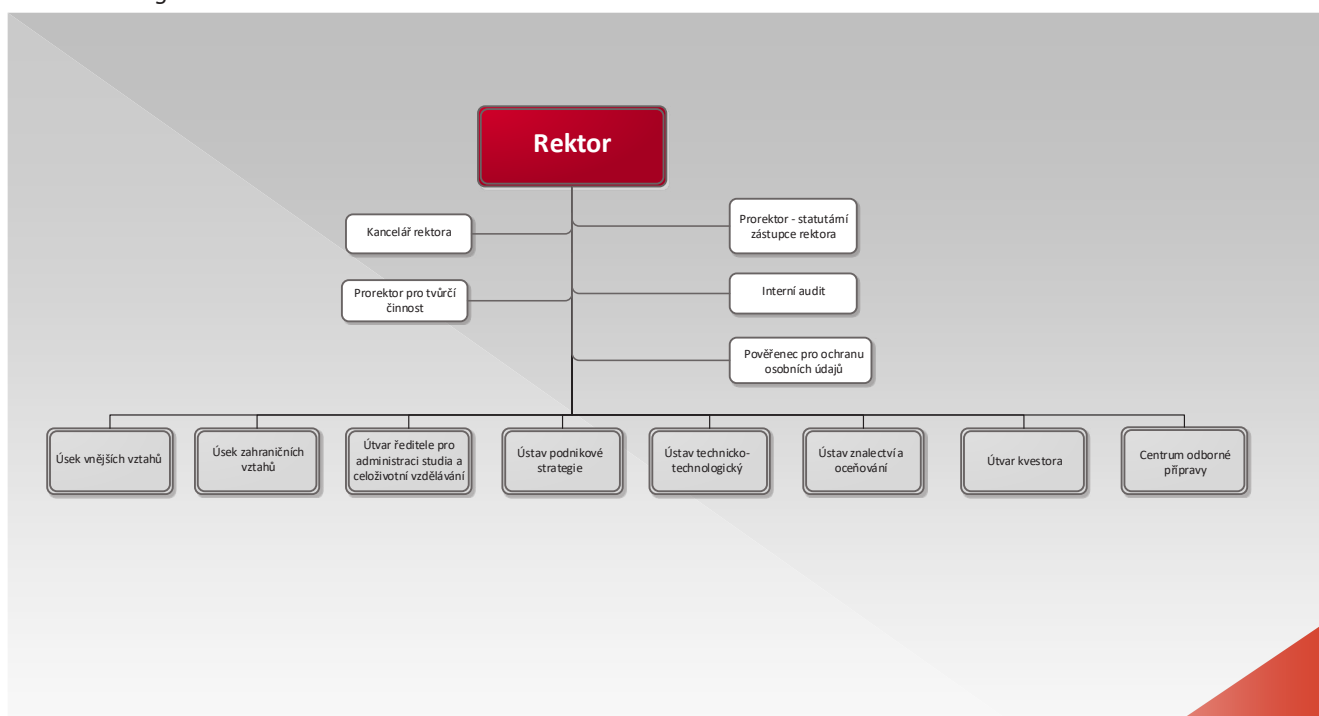 Rektor
Kancelář rektora
Prorektor - statutární
zástupce rektora
Prorektor pro tvůrčí
činnost
Interní audit
Pověřenec pro ochranu
osobních údajů
Úsek vnějších vztahů
Úsek zahraničních
vztahů
Útvar ředitele pro
administraci studia a
celoživotní vzdělávání
Ústav podnikové
strategie
Ústav technicko-
technologický
Ústav znalectví a
oceňování
Útvar kvestora
Centrum odborné
přípravy